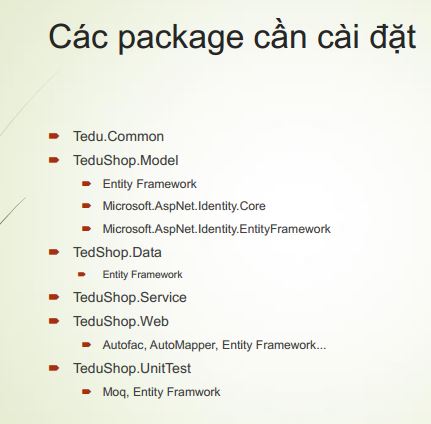 Các package cần cài đặt
Tedu.Common
TeduShop.Model
Entity Framework
Microsoft.AspNet.Identity.Core
Microsoft.AspNet.Identity.EntityFramework
TedShop.Data
Entity Framework
TeduShop.Service
TeduShop.Web
Autofac, AutoMapper, Entity Framework...
TeduShop.UnitTest
Moq, Entity Framwork